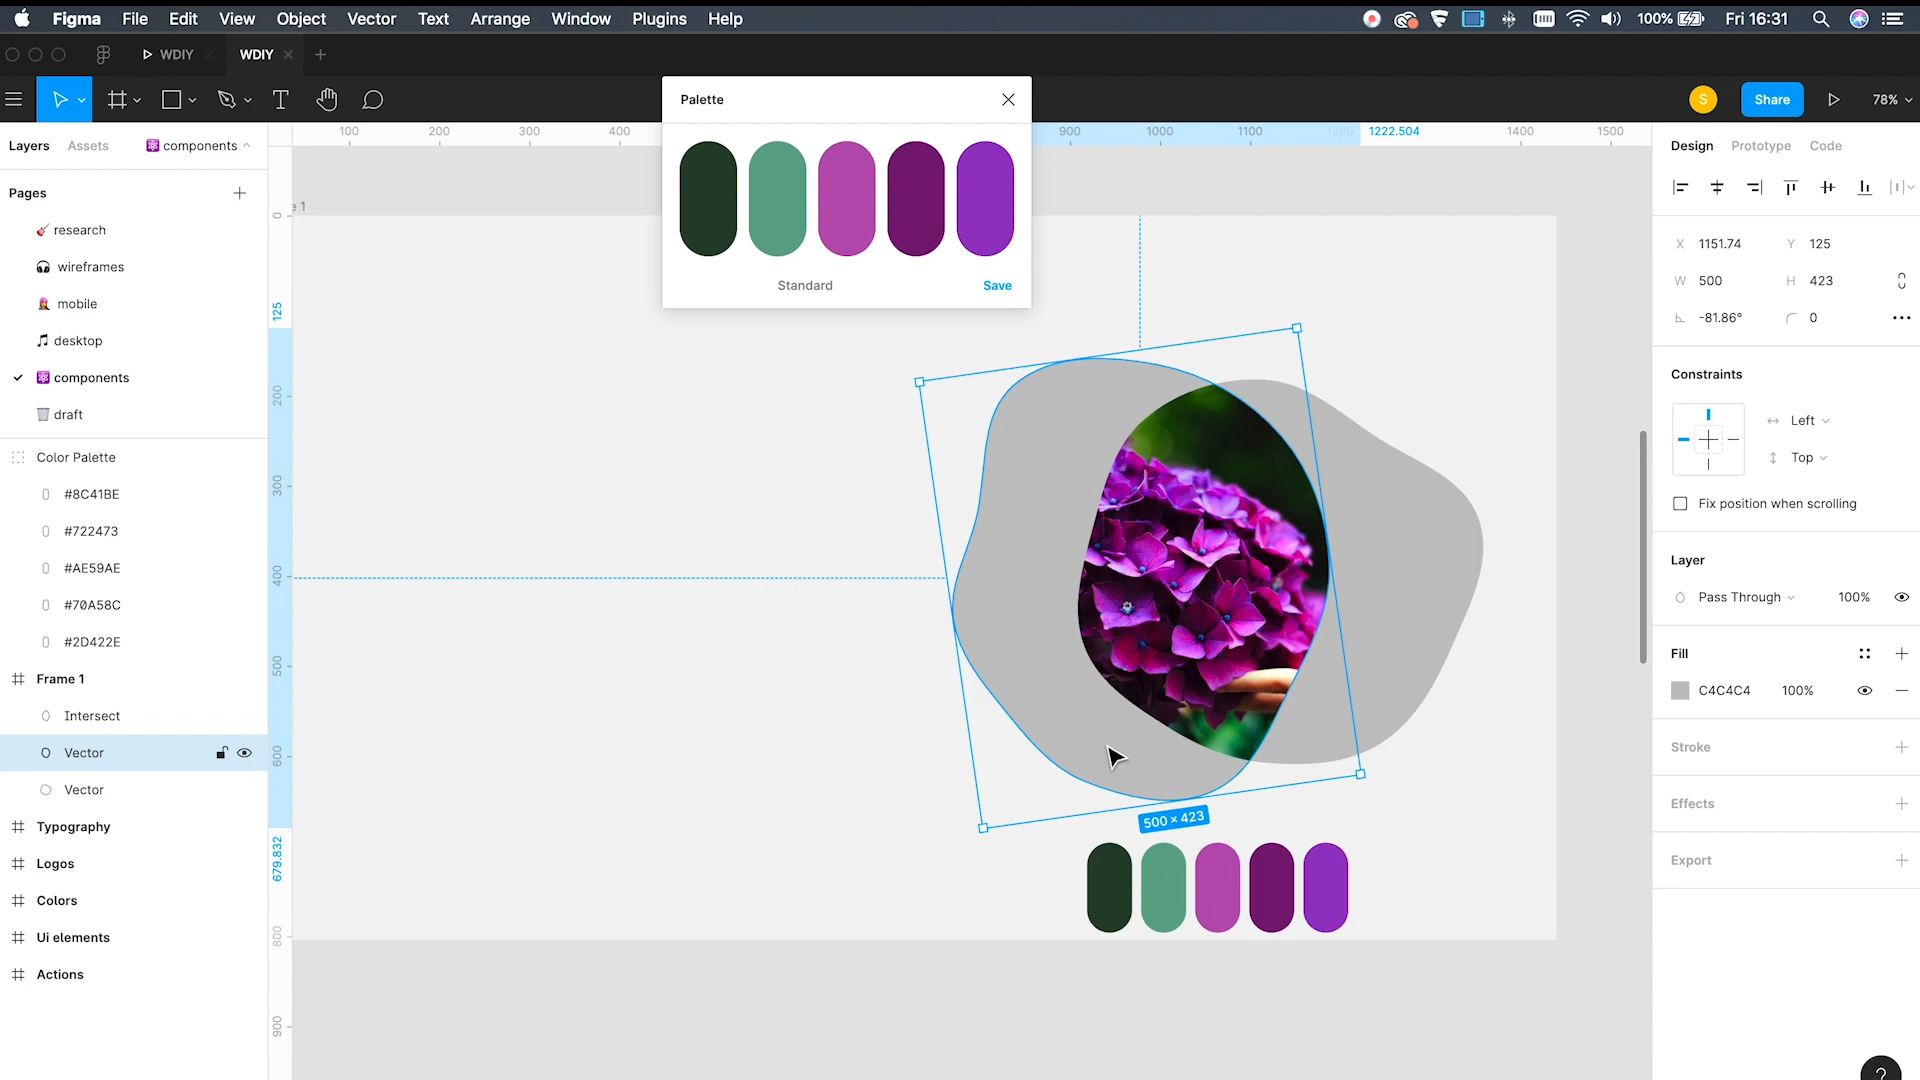 Figma File Edit View Object Vector Text Arrange Window Plugins Help 100% Fri 16:31
WDIY WDIY
S Share 78%
Palette
Standard Save
Layers Assets components
Pages
research
wireframes
mobile
desktop
components
draft
Color Palette
#8C41BE
#722473
#AE59AE
#70A58C
#2D422E
Frame 1
Intersect
Vector
Vector
Typography
Logos
Colors
Ui elements
Actions
100 200 300 400 900 1000 1100 1200 1222.504 1400 1500
0
125
200
300
400
500
600
679.832
800
900
e 1
500 × 423
Design Prototype Code
X 1151.74 Y 125
W 500 H 423
-81.86° 0
Constraints
Left
Top
Fix position when scrolling
Layer
Pass Through 100%
Fill
C4C4C4 100%
Stroke
Effects
Export
?